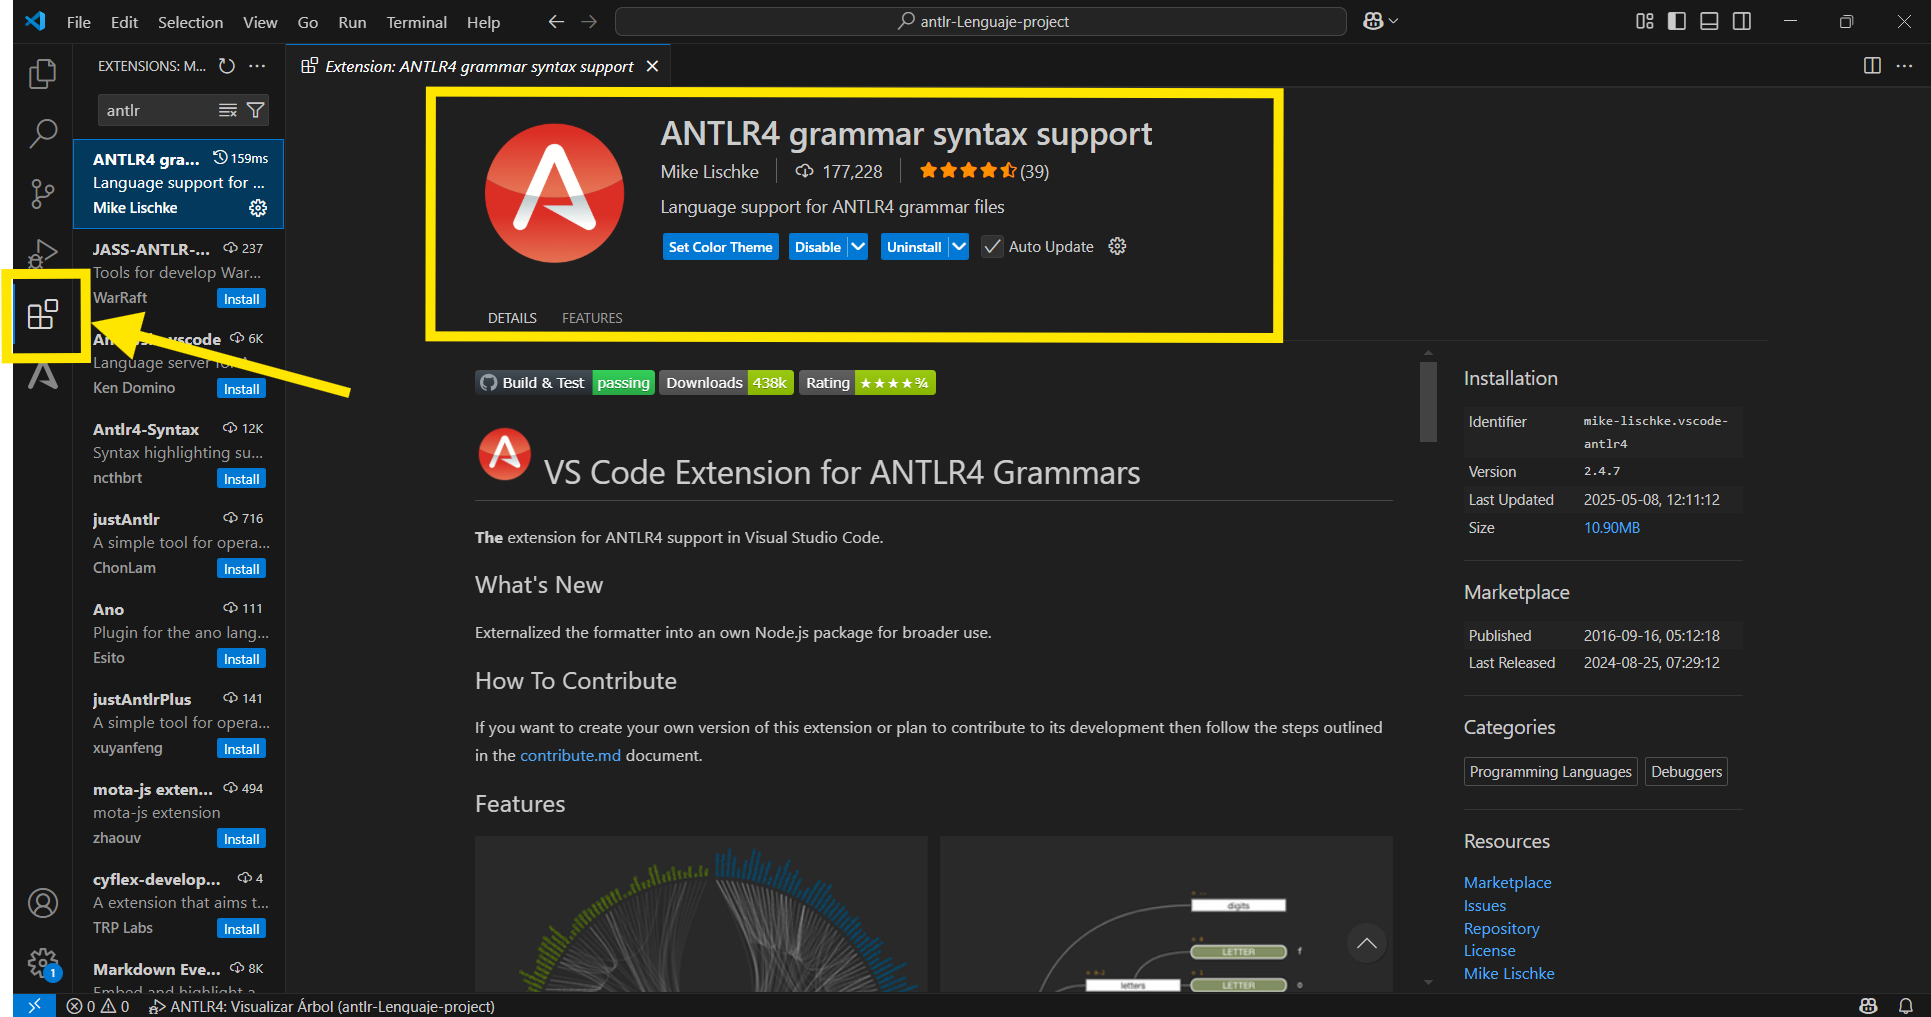 File Edit Selection View Go Run Terminal Help
antlr-Lenguaje-project
EXTENSIONS: M...
antlr
ANTLR4 gra... 159ms
Language support for ...
Mike Lischke
JASS-ANTLR-... 237
Tools for develop War...
WarRaft Install
6K
Language server
Ken Domino Install
Antlr4-Syntax 12K
Syntax highlighting su...
ncthbrt Install
justAntlr 716
A simple tool for opera...
ChonLam Install
Ano 111
Plugin for the ano lang...
Esito Install
justAntlrPlus 141
A simple tool for opera...
xuyanfeng Install
mota-js exten... 494
mota-js extension
zhaouv Install
cyflex-develop... 4
A extension that aims t...
TRP Labs Install
Markdown Eve... 8K
Embed and highlight a
Extension: ANTLR4 grammar syntax support
ANTLR4 grammar syntax support
Mike Lischke 177,228 (39)
Language support for ANTLR4 grammar files
Set Color Theme Disable Uninstall Auto Update
DETAILS FEATURES
Build & Test passing Downloads 438k Rating ★★★★¾
VS Code Extension for ANTLR4 Grammars
The extension for ANTLR4 support in Visual Studio Code.
What's New
Externalized the formatter into an own Node.js package for broader use.
How To Contribute
If you want to create your own version of this extension or plan to contribute to its development then follow the steps outlined
in the contribute.md document.
Features
digits
LETTER f
letters LETTER o
Installation
Identifier mike-lischke.vscode-
antlr4
Version 2.4.7
Last Updated 2025-05-08, 12:11:12
Size 10.90MB
Marketplace
Published 2016-09-16, 05:12:18
Last Released 2024-08-25, 07:29:12
Categories
Programming Languages Debuggers
Resources
Marketplace
Issues
Repository
License
Mike Lischke
1
0 0 ANTLR4: Visualizar Árbol (antlr-Lenguaje-project)